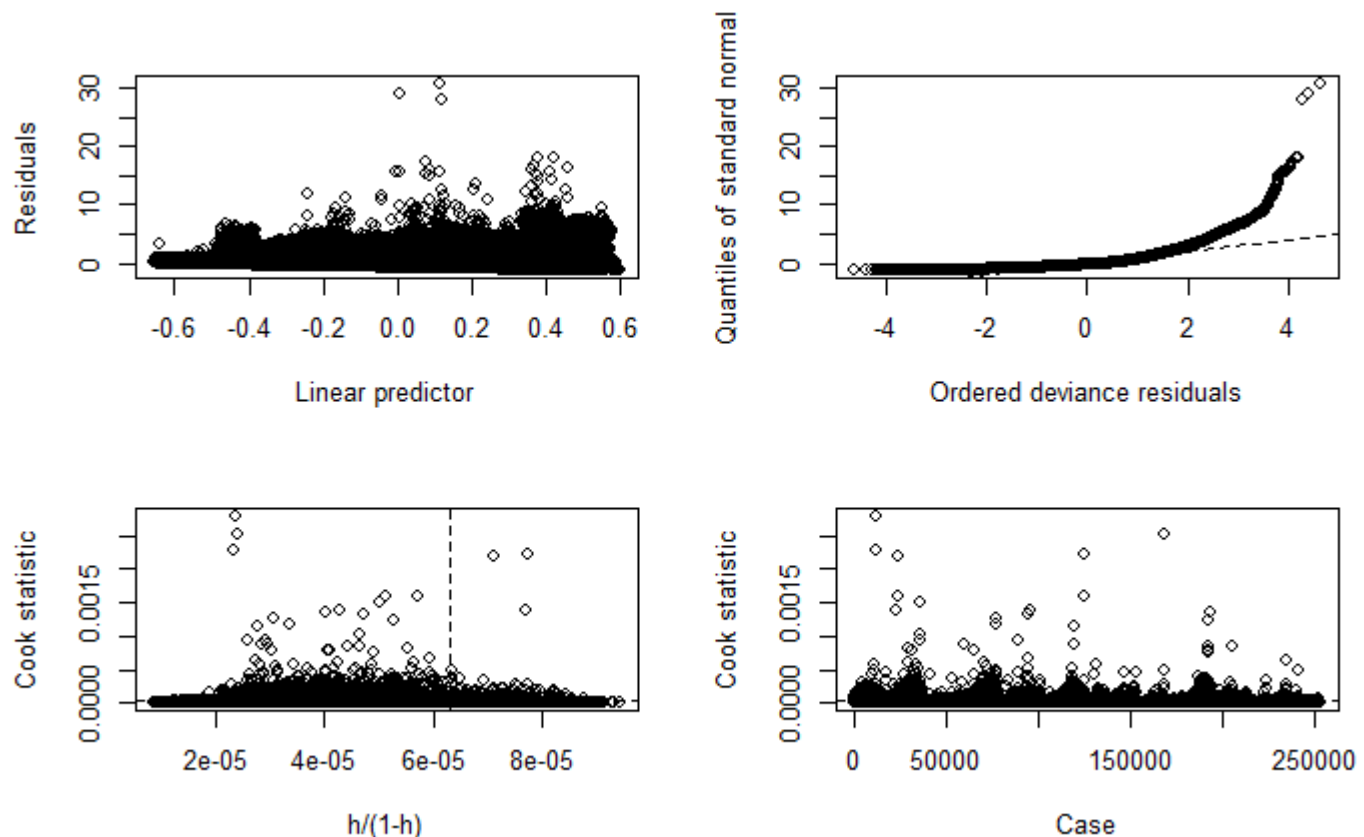 Residuals
30
20
10
0
-0.6 -0.4 -0.2 0.0 0.2 0.4 0.6
Linear predictor
Quantiles of standard normal
30
20
10
0
-4 -2 0 2 4
Ordered deviance residuals
Cook statistic
0.0015
0.0000
2e-05 4e-05 6e-05 8e-05
h/(1-h)
Cook statistic
0.0015
0.0000
0 50000 150000 250000
Case